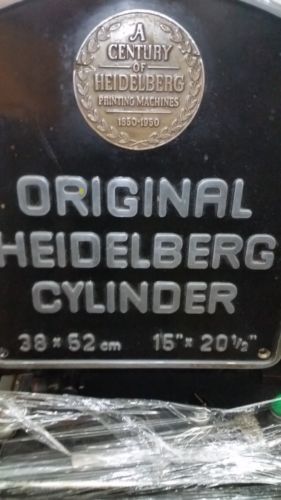 A
CENTURY
OF
HEIDELBERG
PRINTING MACHINES
1850-1950
ORIGINAL
HEIDELBERG
CYLINDER
38 × 52 cm 15" × 20 1/2"